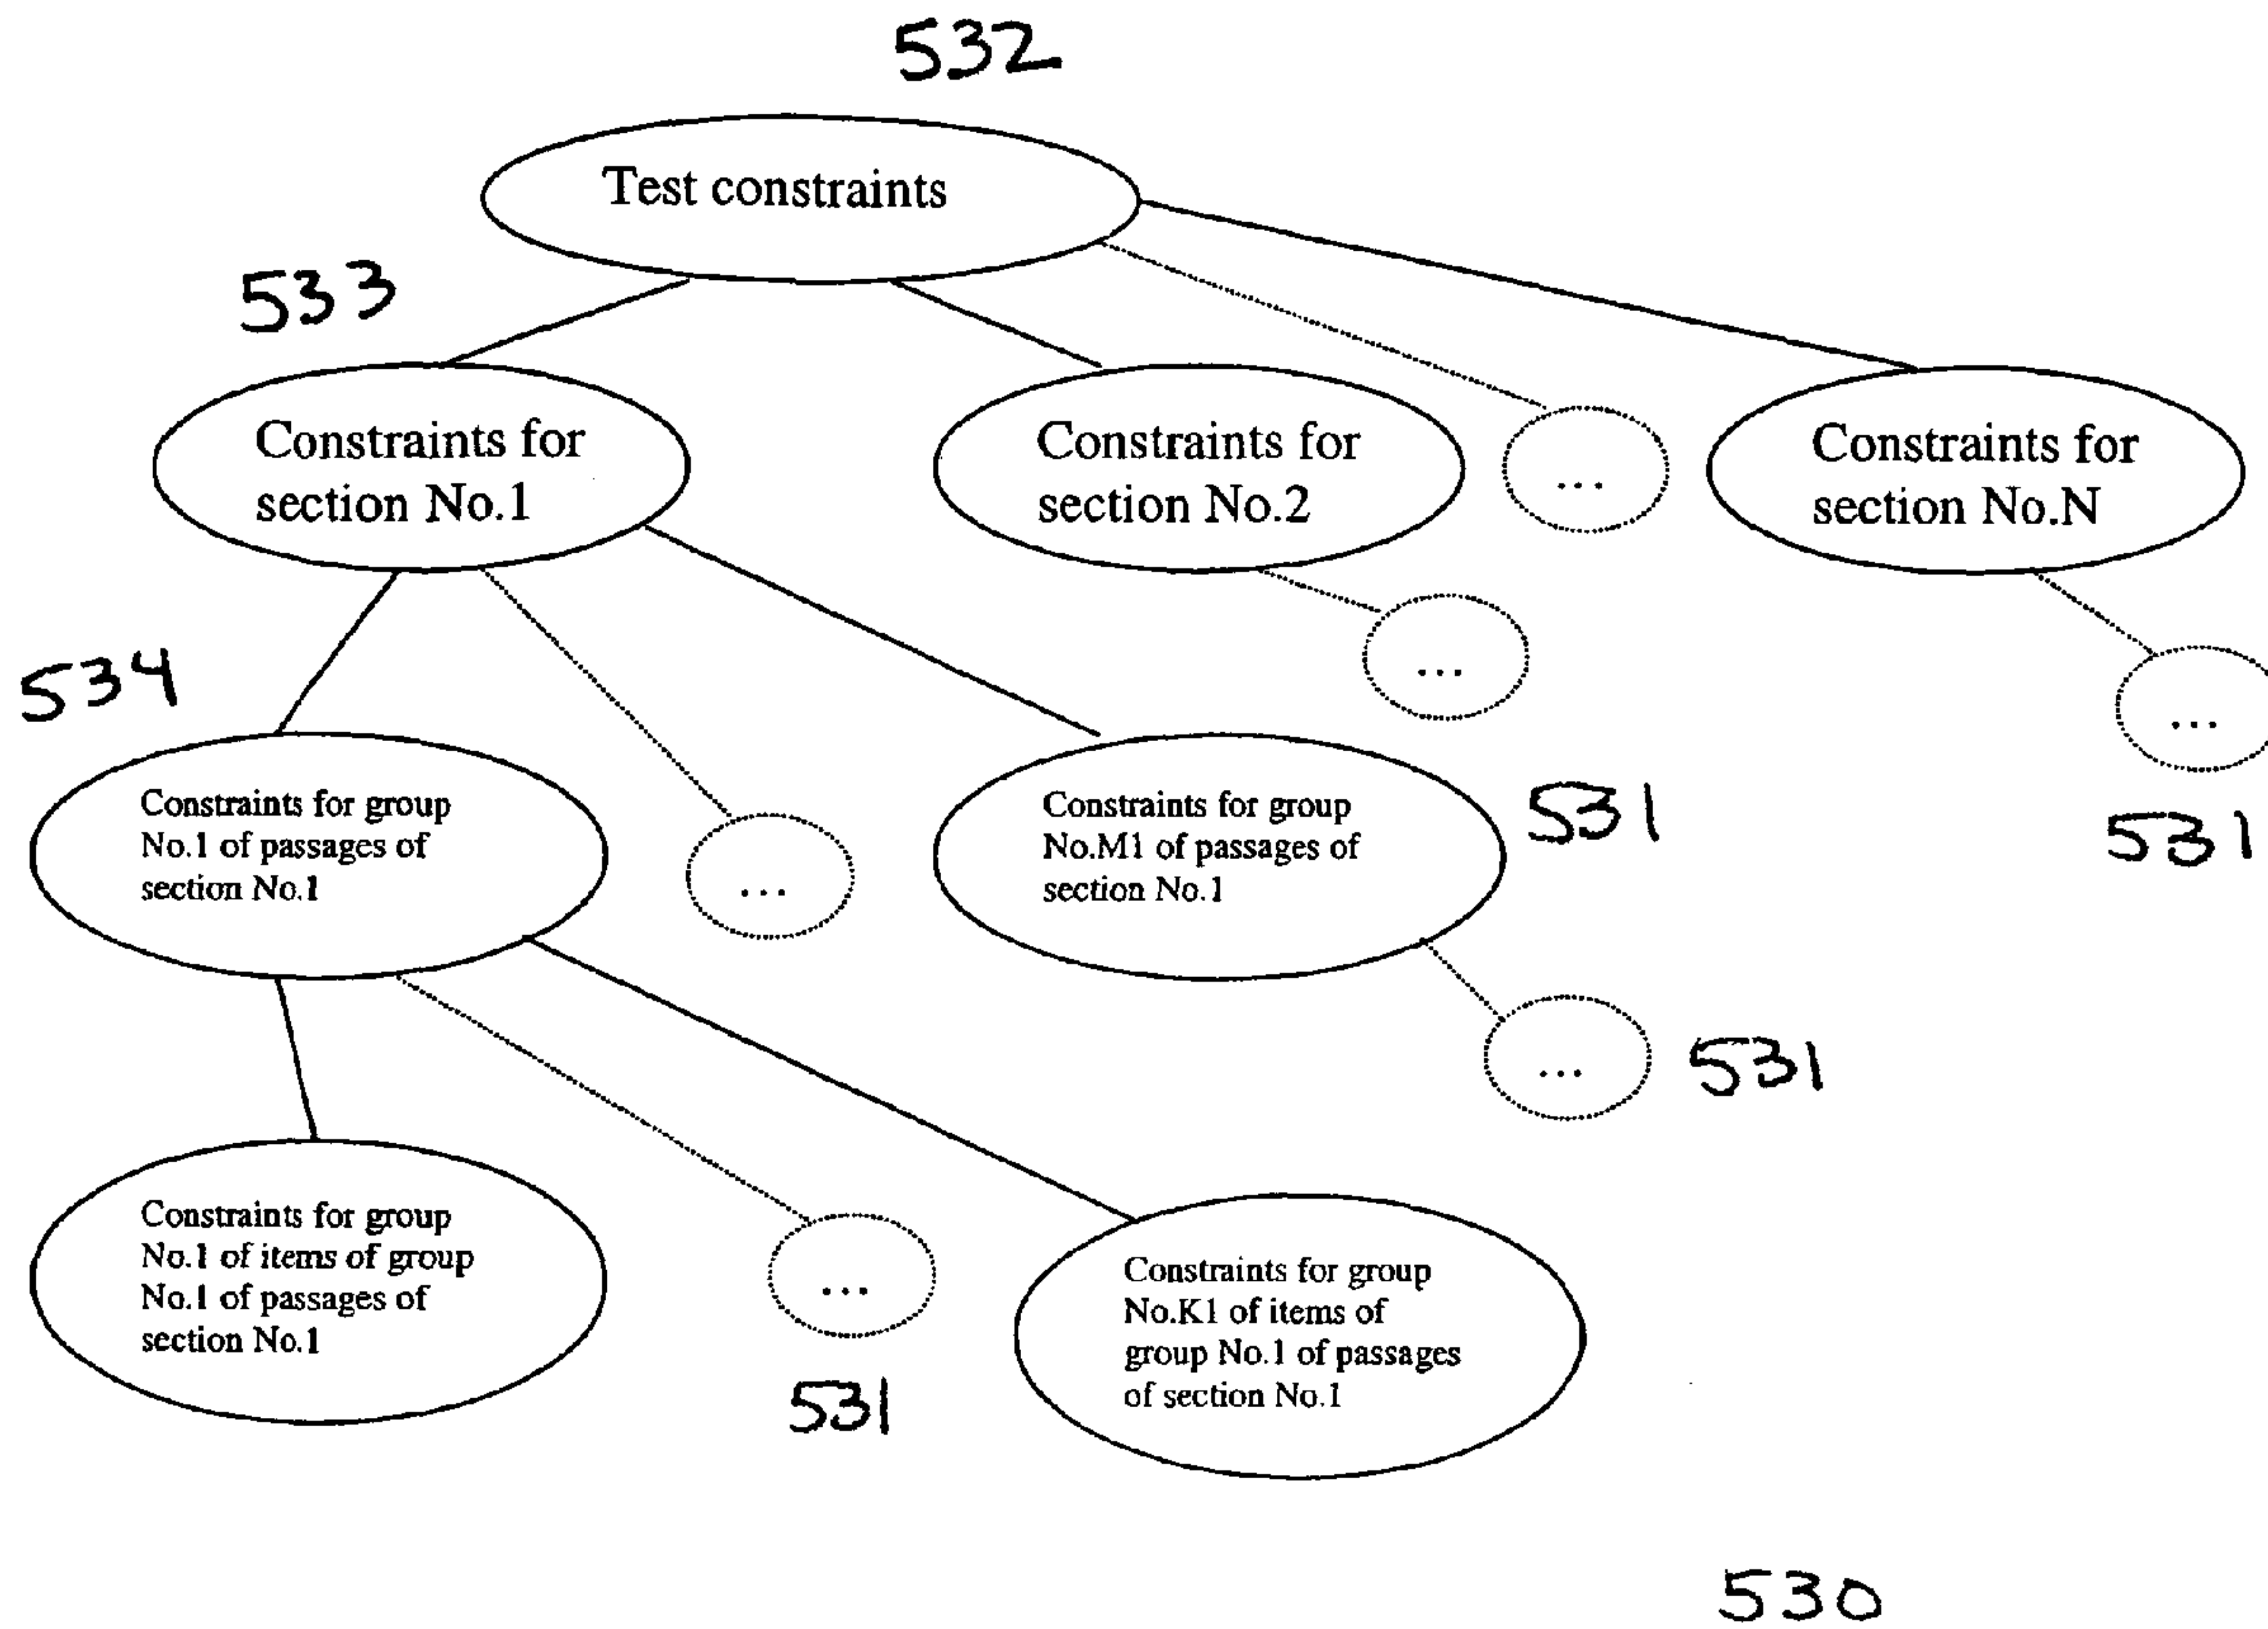 532
Test constraints
533
Constraints for
section No.1
Constraints for
section No.2
...
Constraints for
section No.N
...
...
534
Constraints for group
No.1 of passages of
section No.1
...
Constraints for group
No.M1 of passages of
section No.1
531
531
...
531
Constraints for group
No.1 of items of group
No.1 of passages of
section No.1
...
531
Constraints for group
No.K1 of items of
group No.1 of passages
of section No.1
530